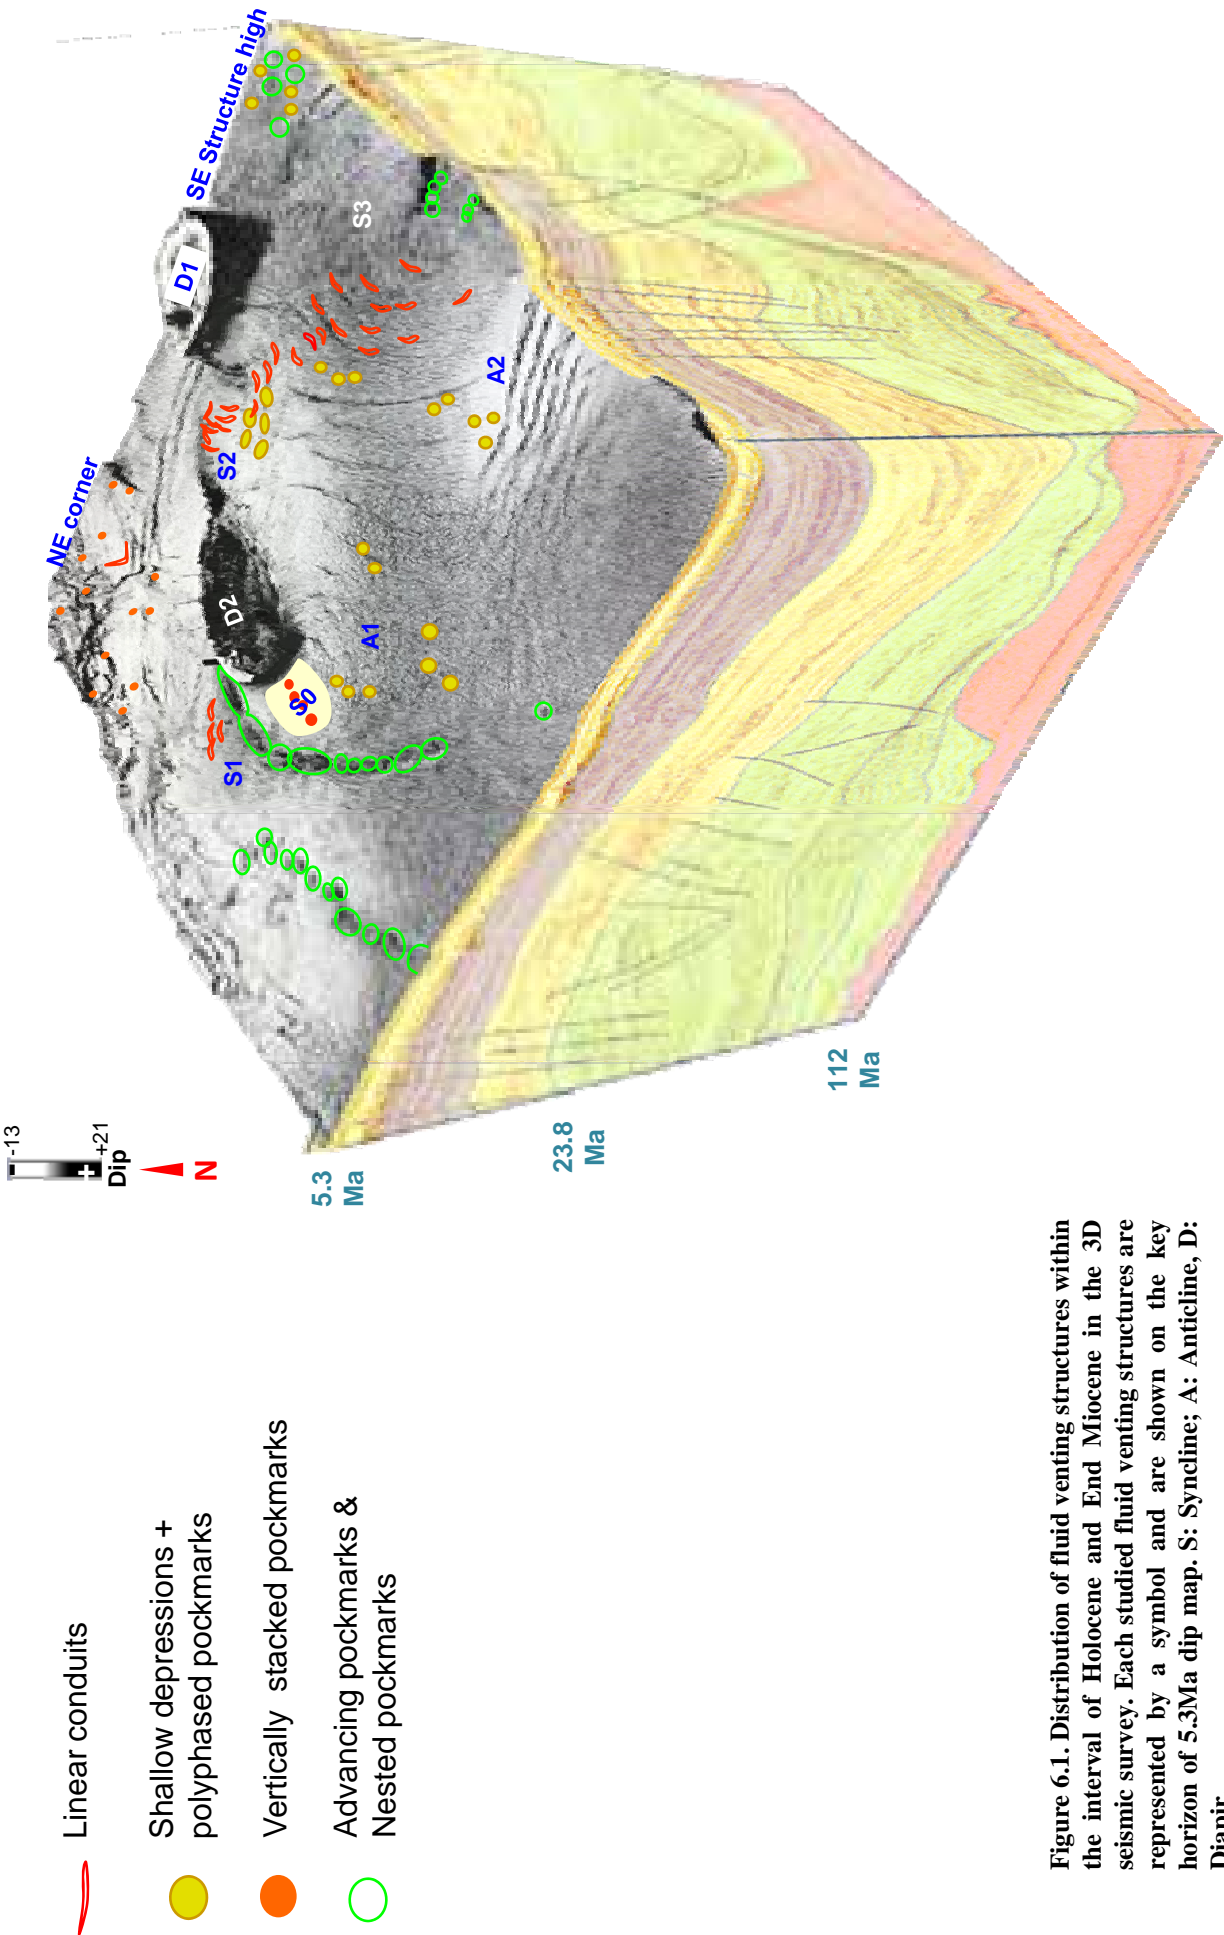 -13
+21
Dip
N
NE corner
SE Structure high
D1
D2
S0
S1
S2
S3
A1
A2
5.3
Ma
23.8
Ma
112
Ma
Linear conduits
Shallow depressions +
polyphased pockmarks
Vertically stacked pockmarks
Advancing pockmarks &
Nested pockmarks
Figure 6.1. Distribution of fluid venting structures within
the interval of Holocene and End Miocene in the 3D
seismic survey. Each studied fluid venting structures are
represented by a symbol and are shown on the key
horizon of 5.3Ma dip map. S: Syncline; A: Anticline, D:
Diapir